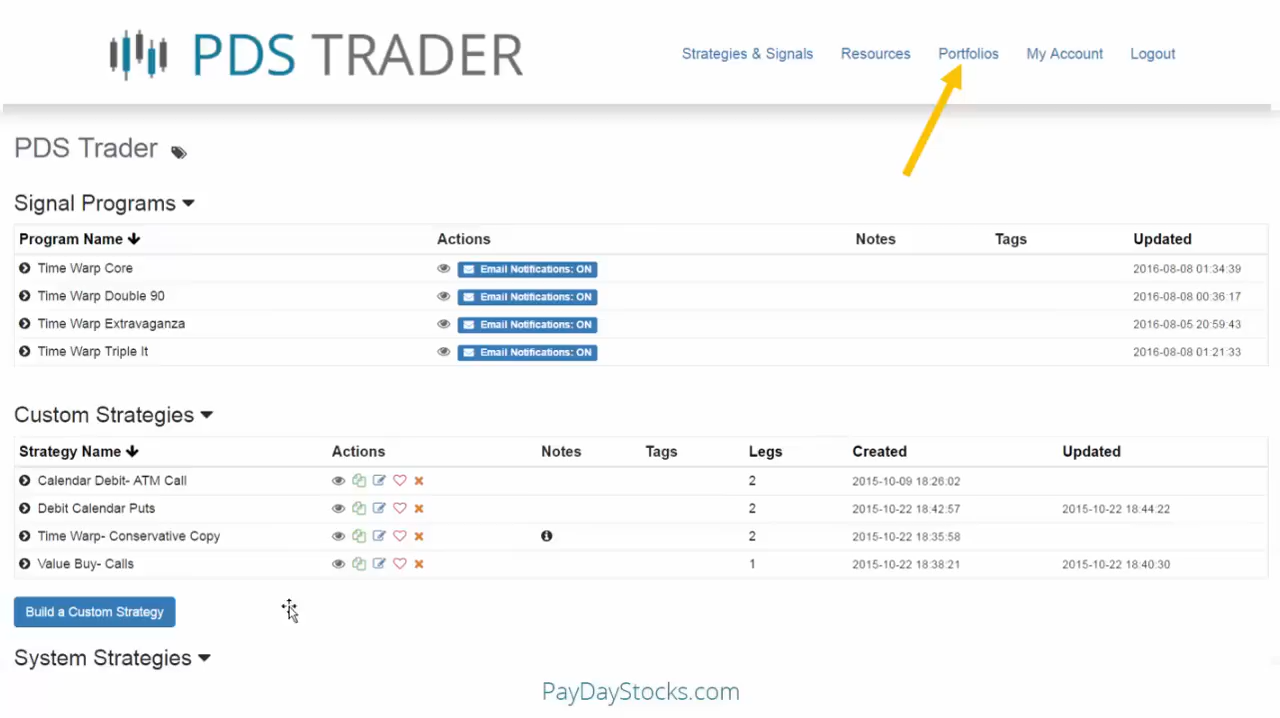 PDS TRADER
Strategies & Signals Resources Portfolios My Account Logout
PDS Trader
Signal Programs
Program Name Actions Notes Tags Updated
Time Warp Core Email Notifications: ON 2016-08-08 01:34:39
Time Warp Double 90 Email Notifications: ON 2016-08-08 00:36:17
Time Warp Extravaganza Email Notifications: ON 2016-08-05 20:59:43
Time Warp Triple It Email Notifications: ON 2016-08-08 01:21:33
Custom Strategies
Strategy Name Actions Notes Tags Legs Created Updated
Calendar Debit- ATM Call 2 2015-10-09 18:26:02
Debit Calendar Puts 2 2015-10-22 18:42:57 2015-10-22 18:44:22
Time Warp- Conservative Copy 2 2015-10-22 18:35:58
Value Buy- Calls 1 2015-10-22 18:38:21 2015-10-22 18:40:30
Build a Custom Strategy
System Strategies
PayDayStocks.com